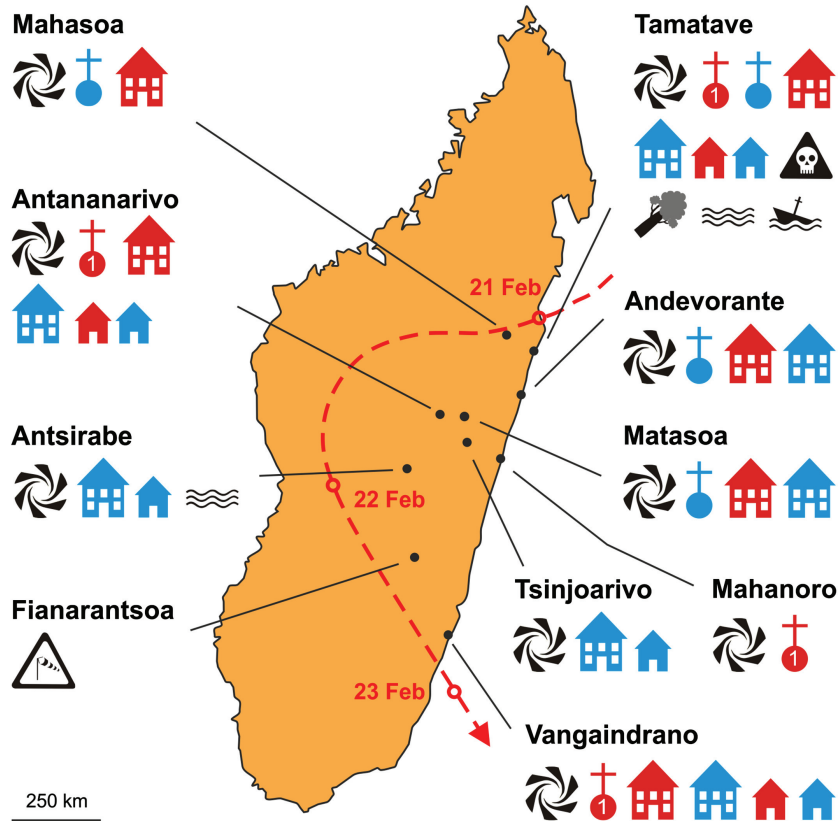 Mahasoa
Tamatave
1
Antananarivo
1
21 Feb
Andevorante
Antsirabe
Matasoa
22 Feb
Fianarantsoa
Tsinjoarivo
Mahanoro
1
23 Feb
Vangaindrano
1
250 km